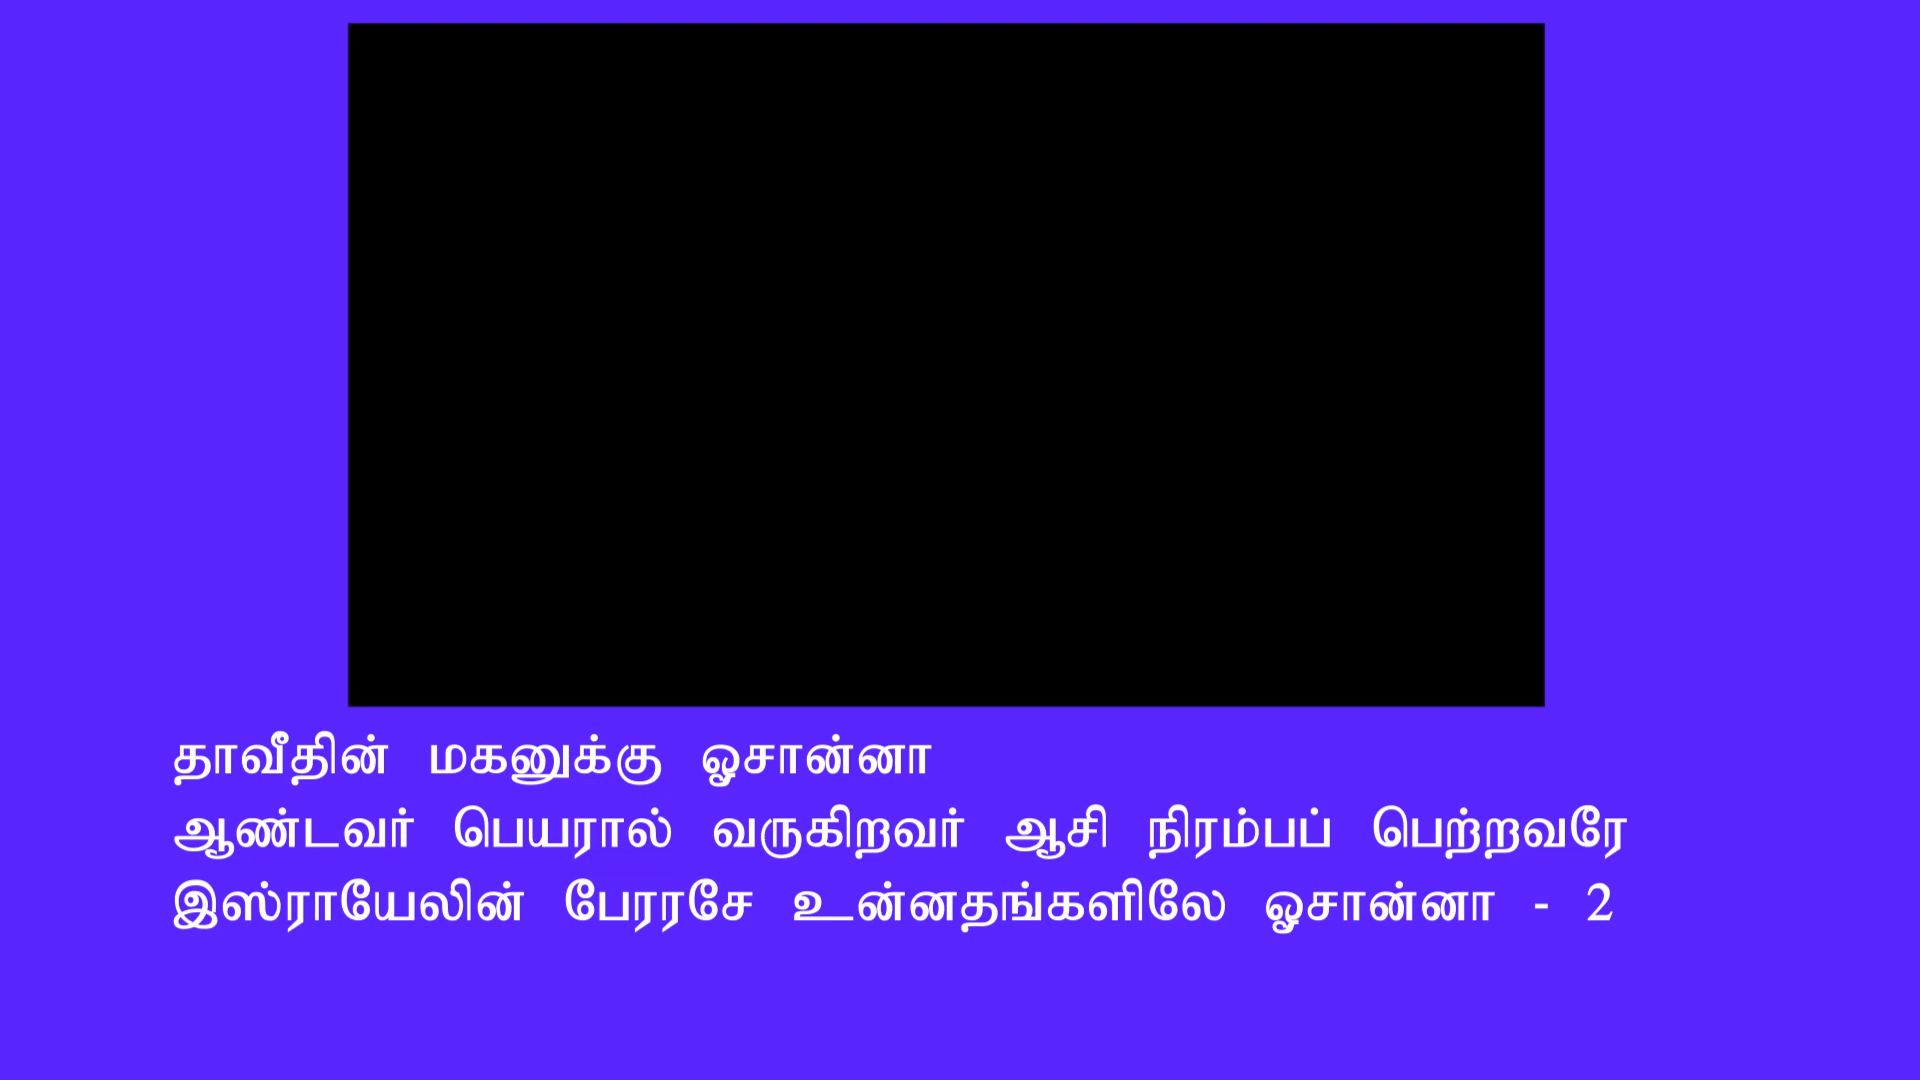 தாவீதின் மகனுக்கு ஓசான்னா
ஆண்டவர் பெயரால் வருகிறவர் ஆசி நிரம்பப் பெற்றவரே
இஸ்ராயேலின் பேரரசே உன்னதங்களிலே ஓசான்னா - 2